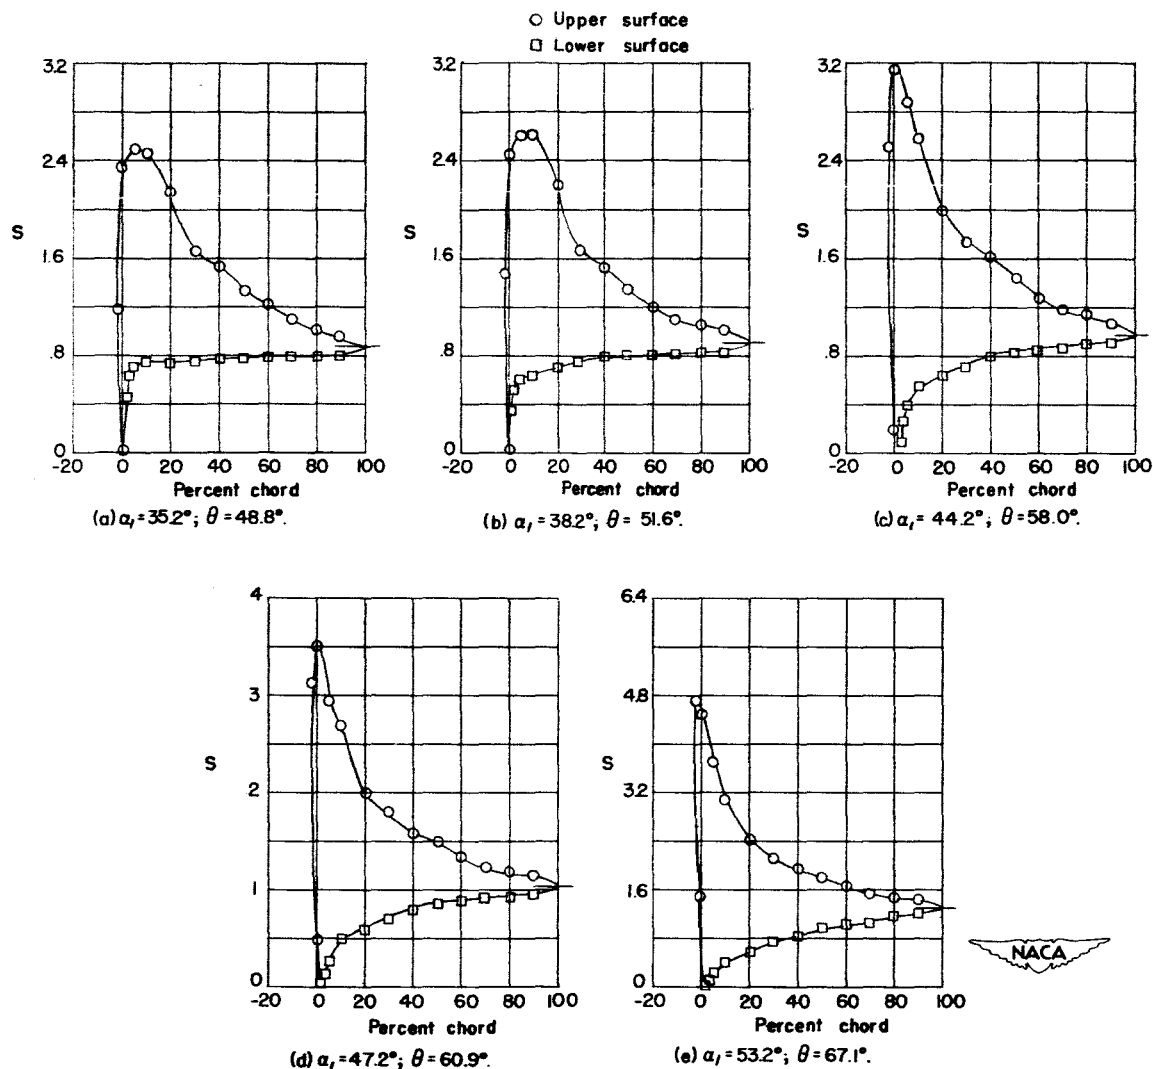 ○ Upper surface
□ Lower surface
3.2
2.4
S
1.6
.8
0
-20 0 20 40 60 80 100
Percent chord
(a) α₁=35.2°; θ=48.8°.
3.2
2.4
S
1.6
.8
0
-20 0 20 40 60 80 100
Percent chord
(b) α₁=38.2°; θ=51.6°.
3.2
2.4
S
1.6
.8
0
-20 0 20 40 60 80 100
Percent chord
(c) α₁=44.2°; θ=58.0°.
4
3
S
2
1
0
-20 0 20 40 60 80 100
Percent chord
(d) α₁=47.2°; θ=60.9°.
6.4
4.8
S
3.2
1.6
0
-20 0 20 40 60 80 100
Percent chord
(e) α₁=53.2°; θ=67.1°.
NACA